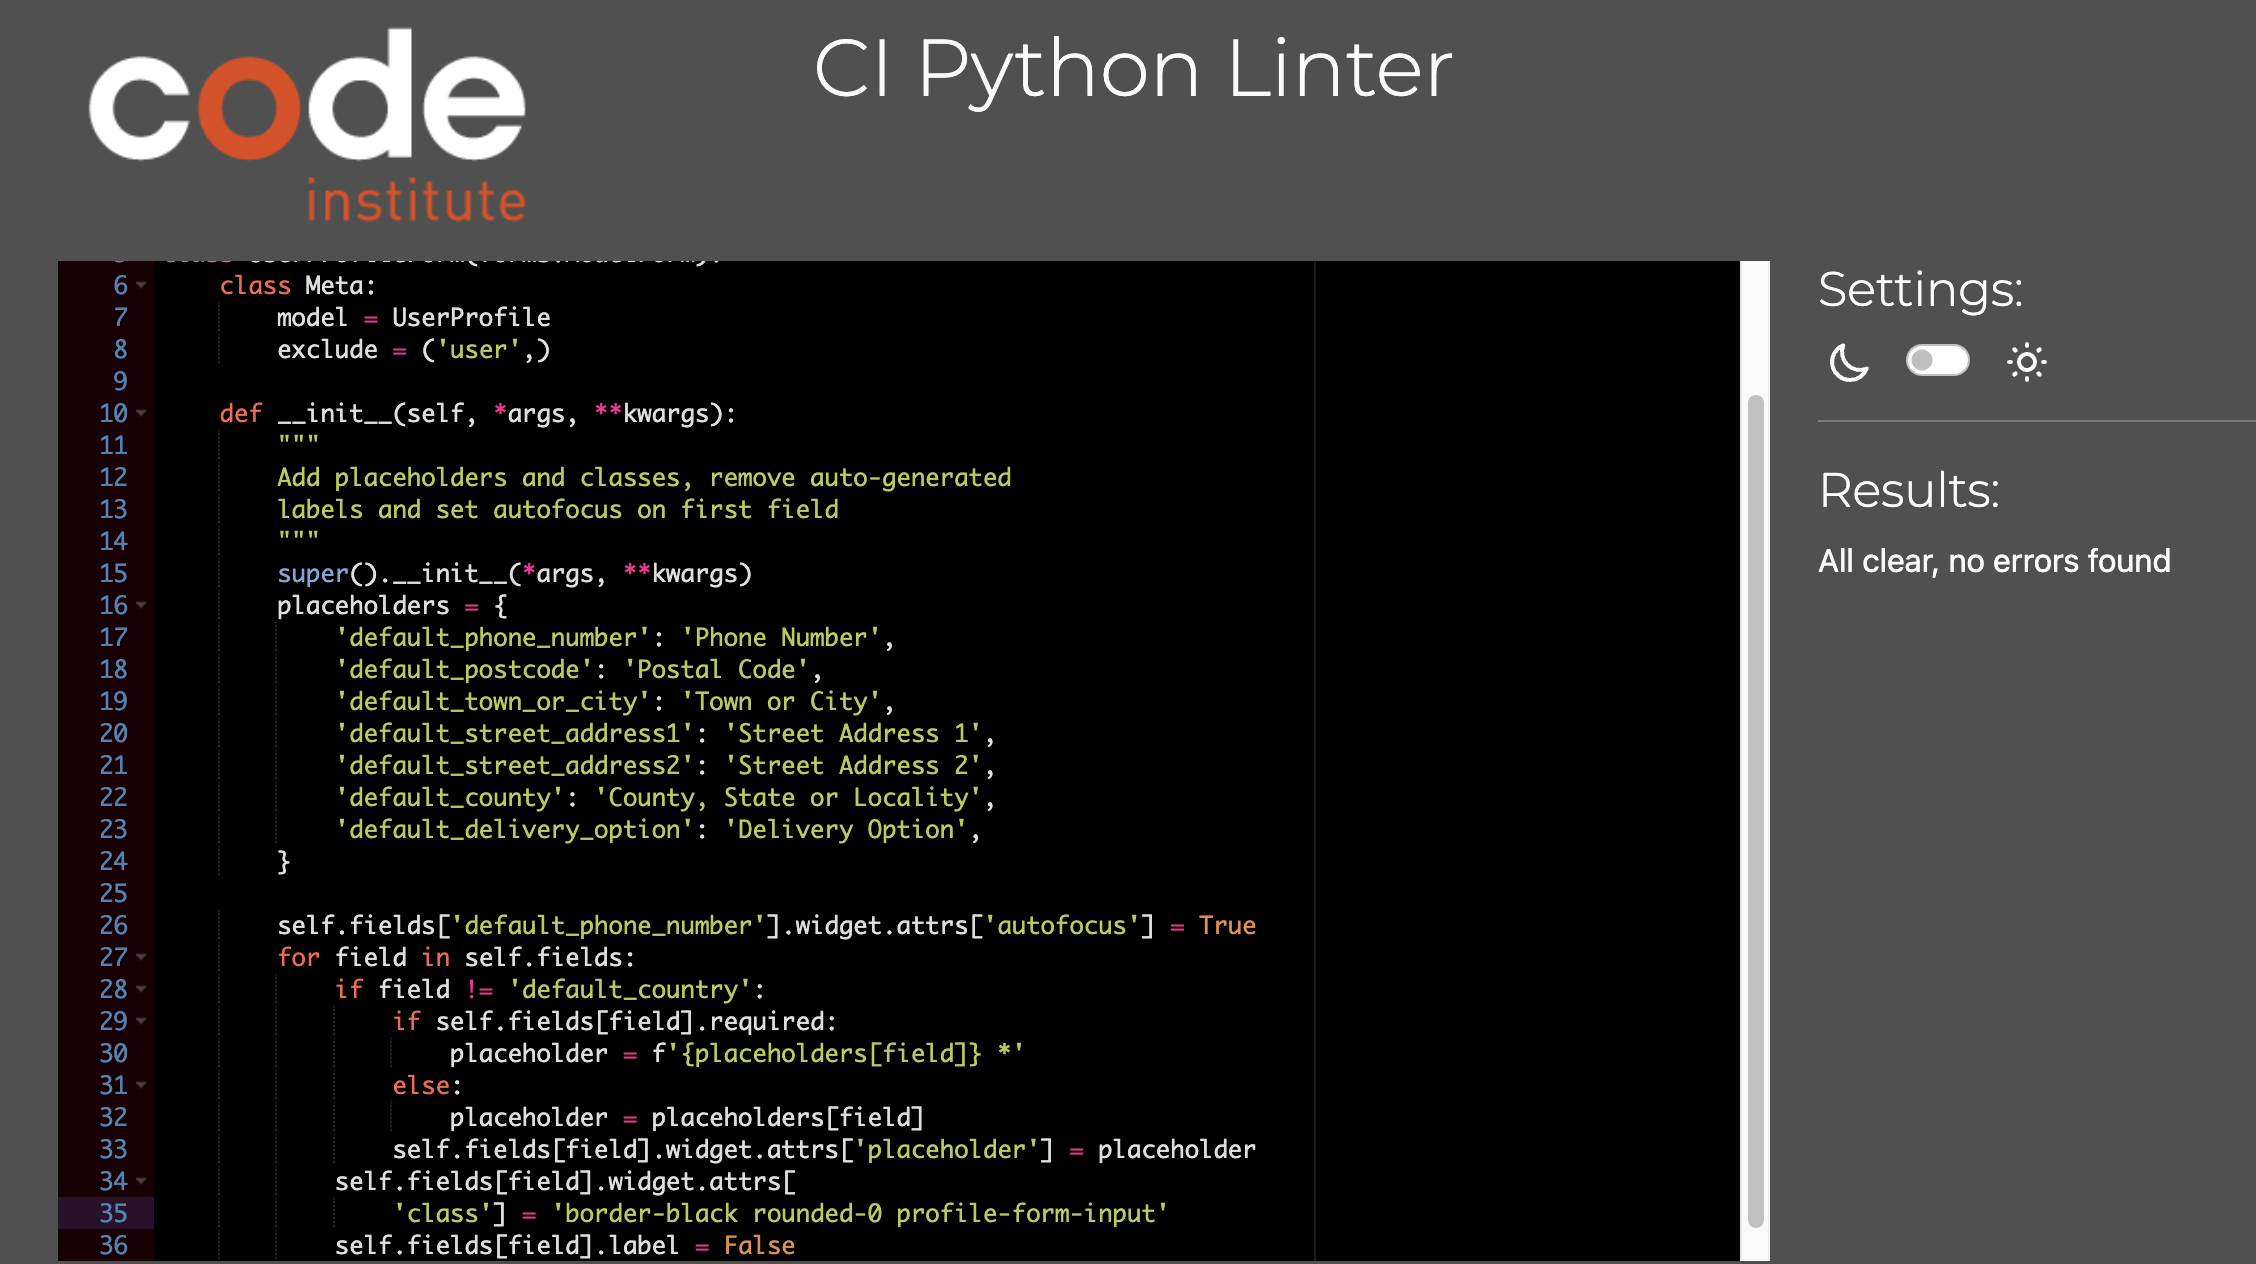 code
institute
CI Python Linter
6 class Meta:
7 model = UserProfile
8 exclude = ('user',)
9
10 def __init__(self, *args, **kwargs):
11 """
12 Add placeholders and classes, remove auto-generated
13 labels and set autofocus on first field
14 """
15 super().__init__(*args, **kwargs)
16 placeholders = {
17 'default_phone_number': 'Phone Number',
18 'default_postcode': 'Postal Code',
19 'default_town_or_city': 'Town or City',
20 'default_street_address1': 'Street Address 1',
21 'default_street_address2': 'Street Address 2',
22 'default_county': 'County, State or Locality',
23 'default_delivery_option': 'Delivery Option',
24 }
25
26 self.fields['default_phone_number'].widget.attrs['autofocus'] = True
27 for field in self.fields:
28 if field != 'default_country':
29 if self.fields[field].required:
30 placeholder = f'{placeholders[field]} *'
31 else:
32 placeholder = placeholders[field]
33 self.fields[field].widget.attrs['placeholder'] = placeholder
34 self.fields[field].widget.attrs[
35 'class'] = 'border-black rounded-0 profile-form-input'
36 self.fields[field].label = False
Settings:
Results:
All clear, no errors found